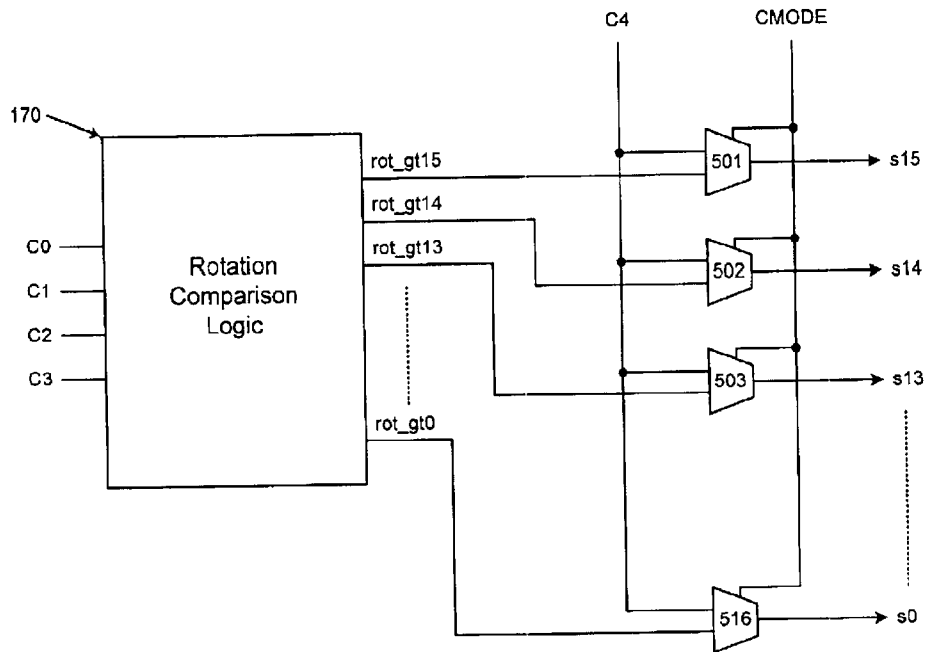 C4
CMODE
170
rot_gt15
501
s15
rot_gt14
C0
rot_gt13
502
s14
C1
Rotation
Comparison
Logic
C2
503
s13
C3
rot_gt0
516
s0